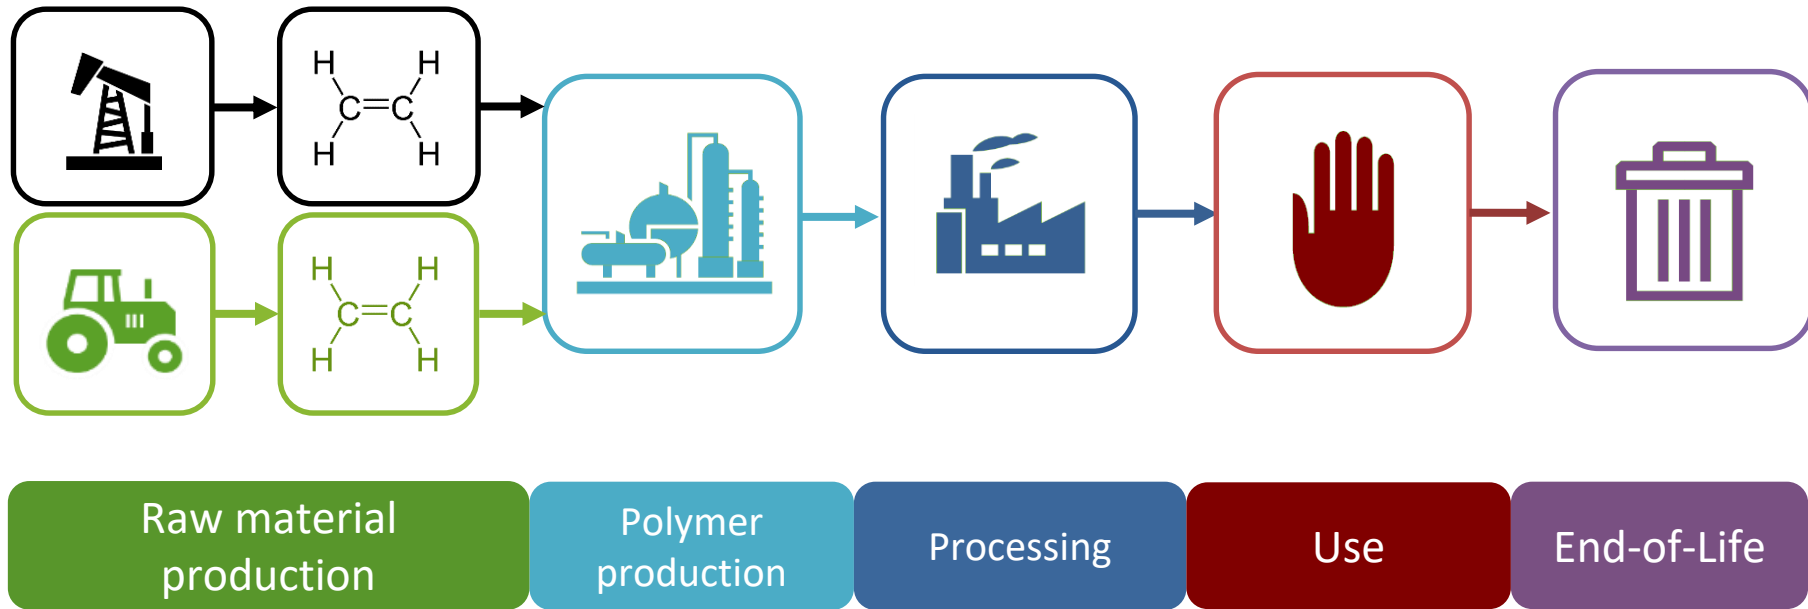 H H
C=C
H H
H H
C=C
H H
Raw material
production
Polymer
production
Processing
Use
End-of-Life